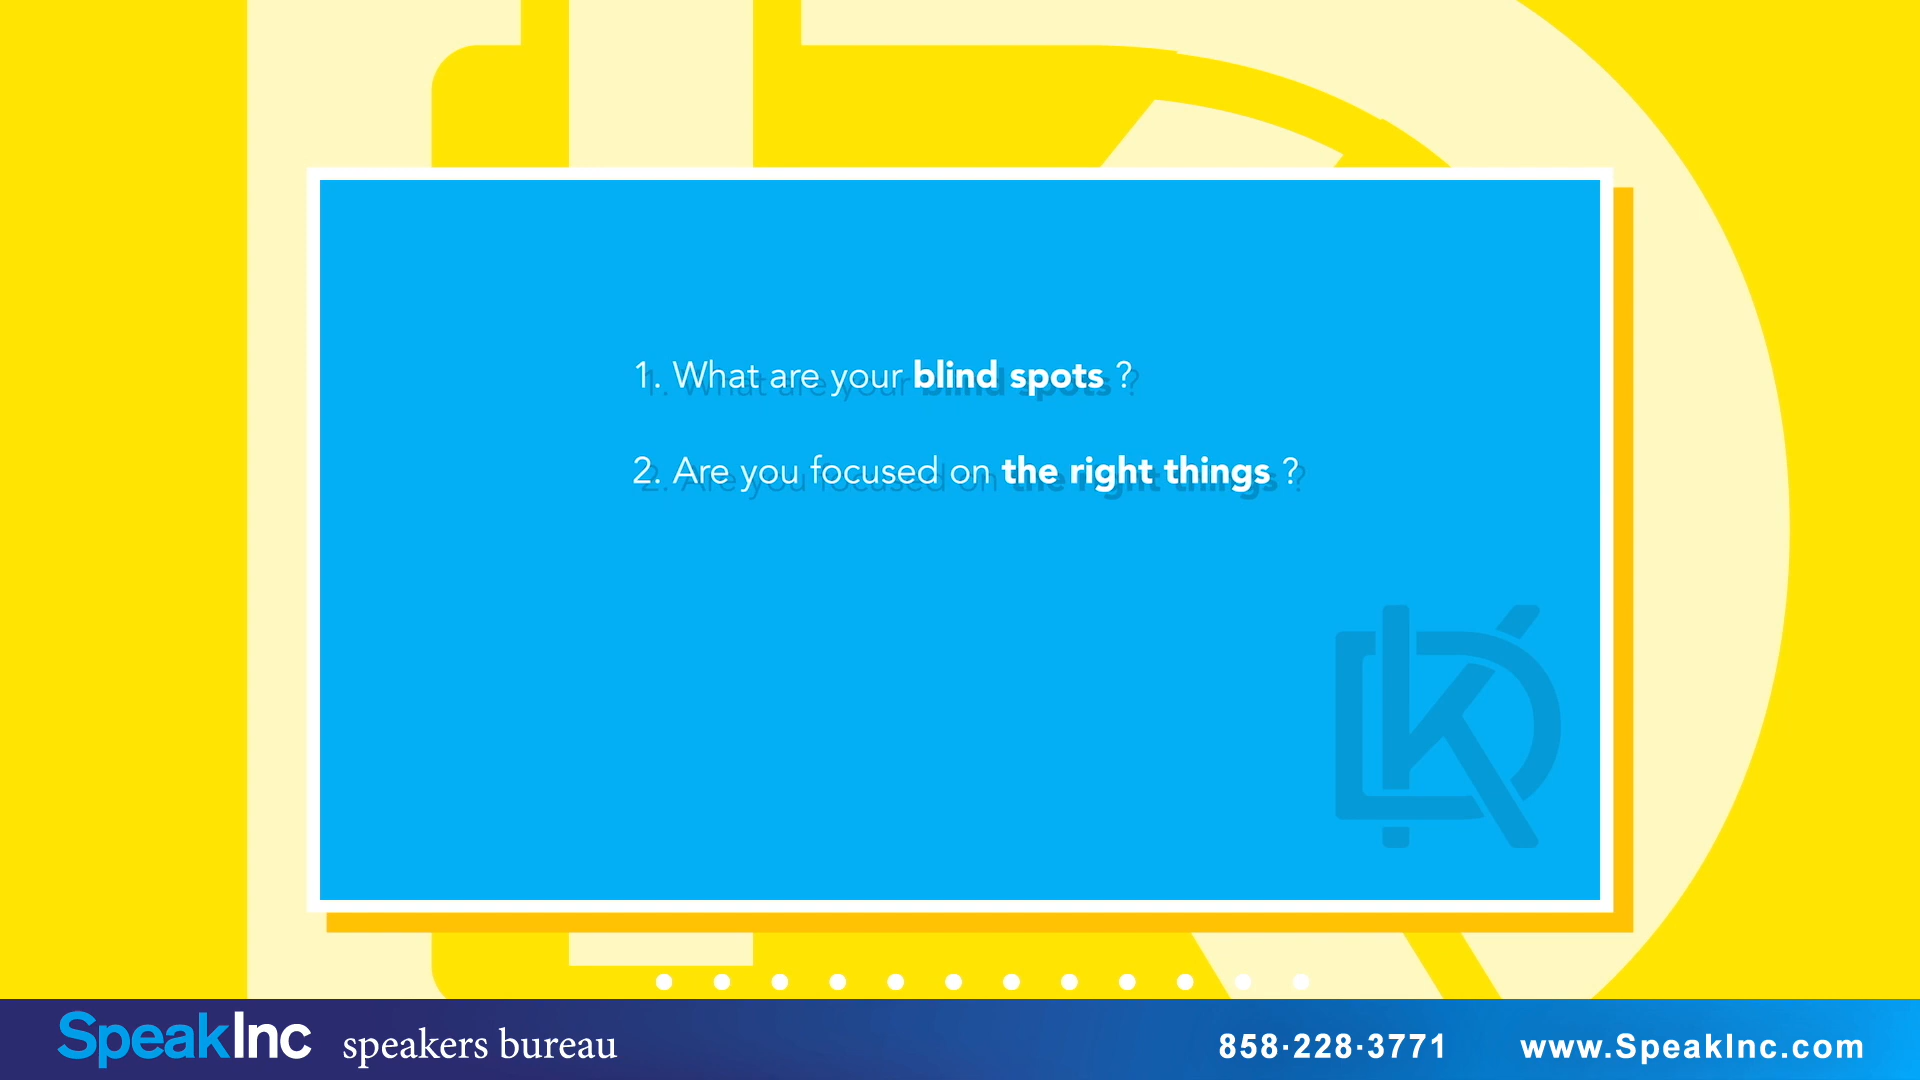 1. What are your blind spots ?
2. Are you focused on the right things ?
DK
SpeakInc speakers bureau
858·228·3771
www.SpeakInc.com